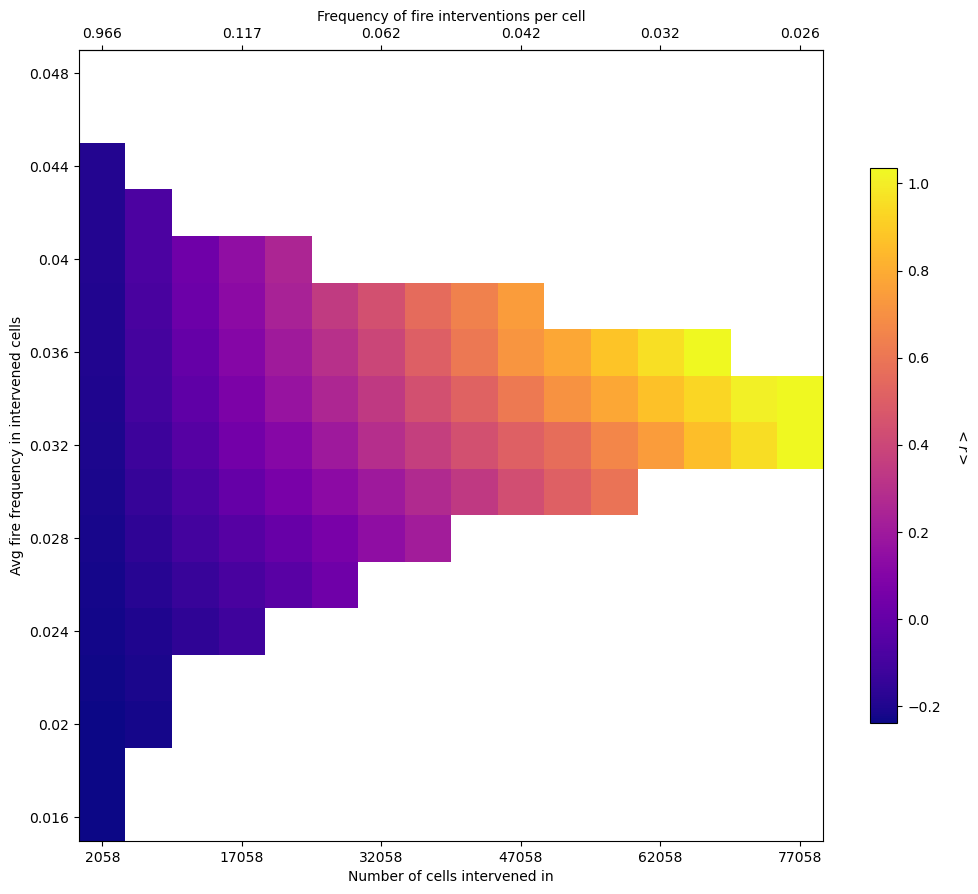 Frequency of fire interventions per cell
0.966 0.117 0.062 0.042 0.032 0.026
0.048
0.044
0.04
0.036
0.032
0.028
0.024
0.02
0.016
Avg fire frequency in intervened cells
2058 17058 32058 47058 62058 77058
Number of cells intervened in
1.0
0.8
0.6
0.4
0.2
0.0
−0.2
< r >